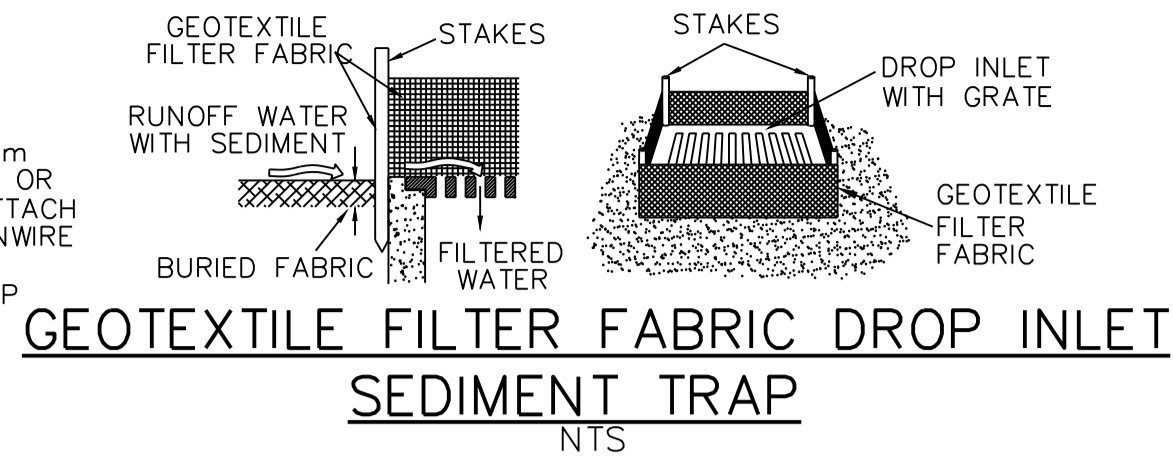 GEOTEXTILE
FILTER FABRIC
STAKES
RUNOFF WATER
WITH SEDIMENT
BURIED FABRIC
FILTERED
WATER
STAKES
DROP INLET
WITH GRATE
GEOTEXTILE
FILTER
FABRIC
m
OR
TTACH
NWIRE
P
GEOTEXTILE FILTER FABRIC DROP INLET
SEDIMENT TRAP
NTS